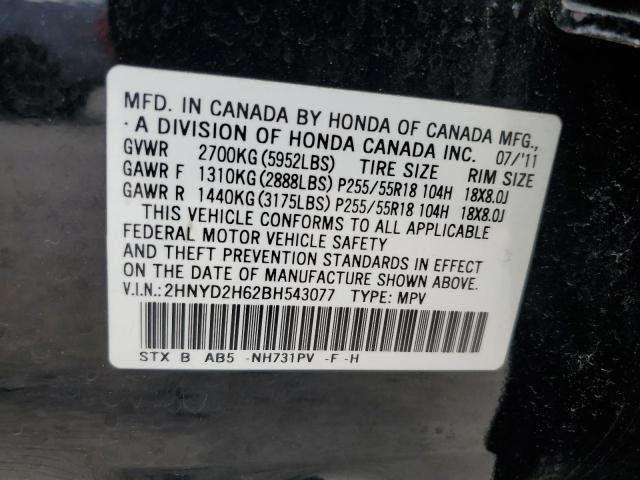 MFD. IN CANADA BY HONDA OF CANADA MFG.,
A DIVISION OF HONDA CANADA INC. 07/'11
GVWR 2700KG(5952LBS) TIRE SIZE RIM SIZE
GAWR F 1310KG(2888LBS) P255/55R18 104H 18X8.0J
GAWR R 1440KG(3175LBS) P255/55R18 104H 18X8.0J
THIS VEHICLE CONFORMS TO ALL APPLICABLE
FEDERAL MOTOR VEHICLE SAFETY
AND THEFT PREVENTION STANDARDS IN EFFECT
ON THE DATE OF MANUFACTURE SHOWN ABOVE.
V.I.N.:2HNYD2H62BH543077 TYPE: MPV
STX B AB5 -NH731PV -F -H